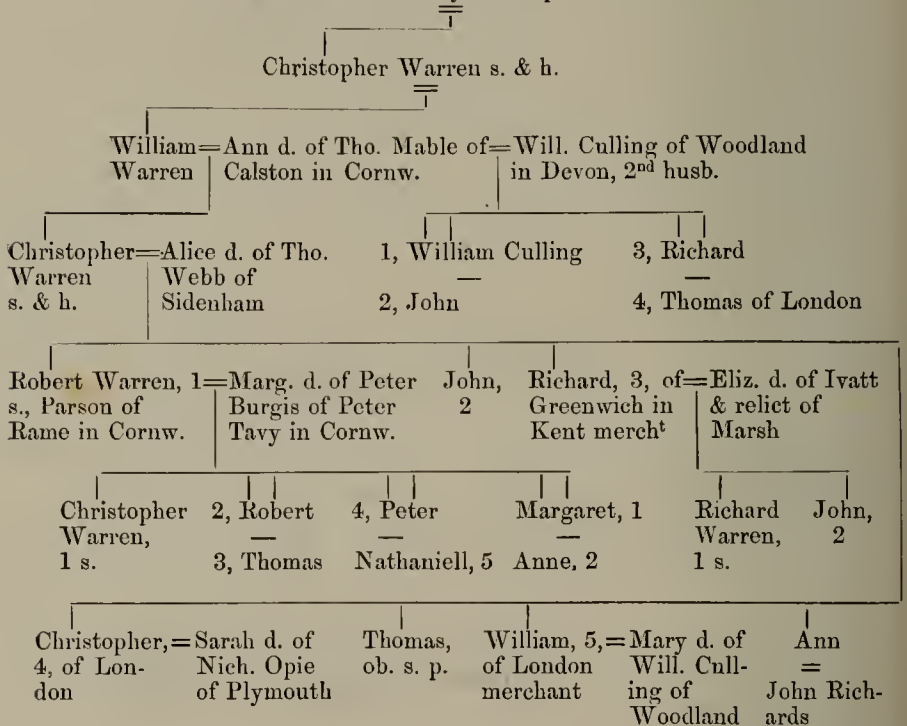 Christopher Warren s. & h.
William=Ann d. of Tho. Mable of=Will. Culling of Woodland
Warren Calston in Cornw. in Devon, 2nd husb.
Christopher=Alice d. of Tho. 1, William Culling 3, Richard
Warren Webb of — —
s. & h. Sidenham 2, John 4, Thomas of London
Robert Warren, 1=Marg. d. of Peter John, Richard, 3, of=Eliz. d. of Ivatt
s., Parson of Burgis of Peter 2 Greenwich in & relict of
Rame in Cornw. Tavy in Cornw. Kent mercht Marsh
Christopher 2, Robert 4, Peter Margaret, 1 Richard John,
Warren, — — — Warren, 2
1 s. 3, Thomas Nathaniell, 5 Anne, 2 1 s.
Christopher,=Sarah d. of Thomas, William, 5,=Mary d. of Ann
4, of Lon- Nich. Opie ob. s. p. of London Will. Cull- =
don of Plymouth merchant ing of John Rich-
Woodland ards